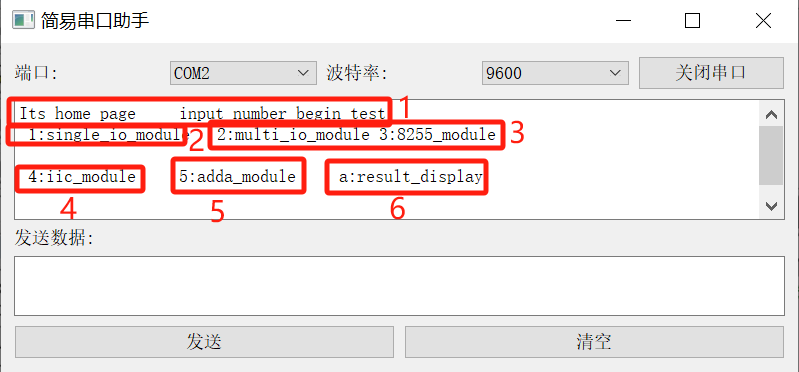 简易串口助手
端口: COM2 波特率: 9600 关闭串口
Its home page input number begin test 1
1:single_io_module 2:multi_io_module 3:8255_module 3
2
4:iic_module 5:adda_module a:result_display
4 5 6
发送数据:
发送 清空